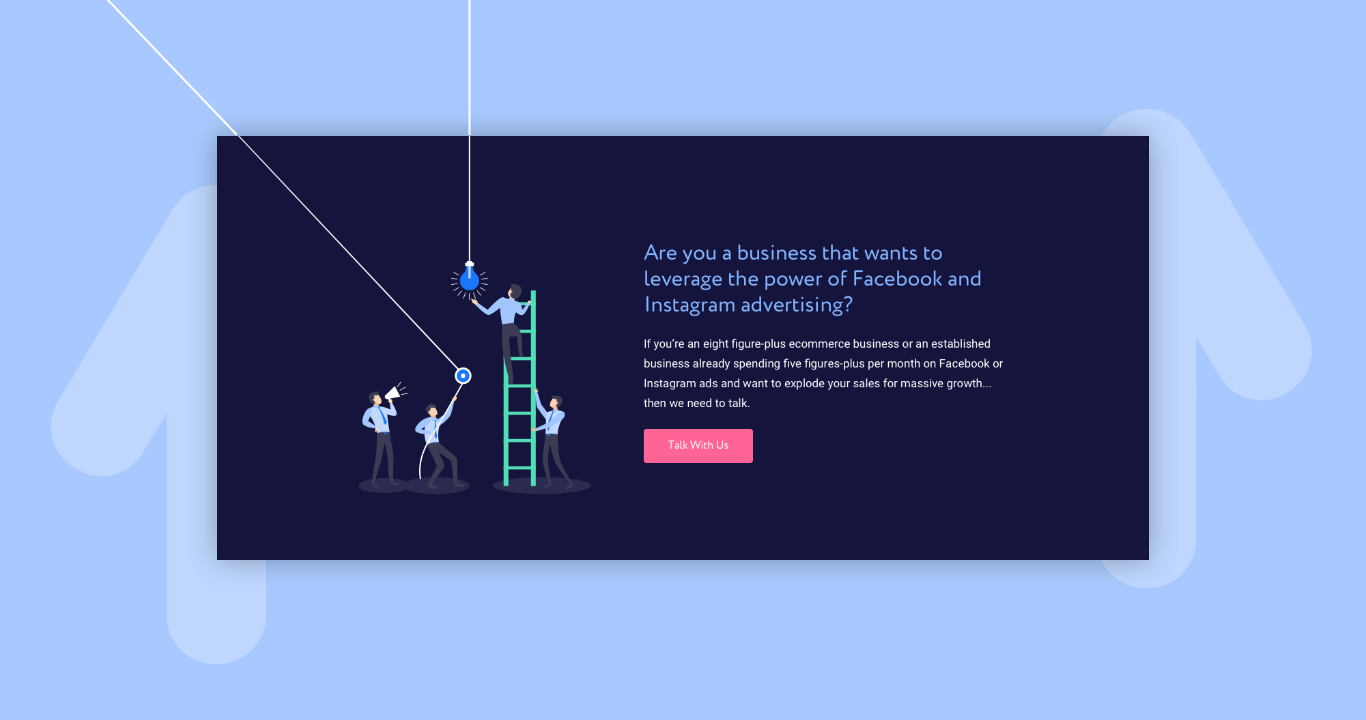 Are you a business that wants to
leverage the power of Facebook and
Instagram advertising?
If you're an eight figure-plus ecommerce business or an established
business already spending five figures-plus per month on Facebook or
Instagram ads and want to explode your sales for massive growth...
then we need to talk.
Talk With Us